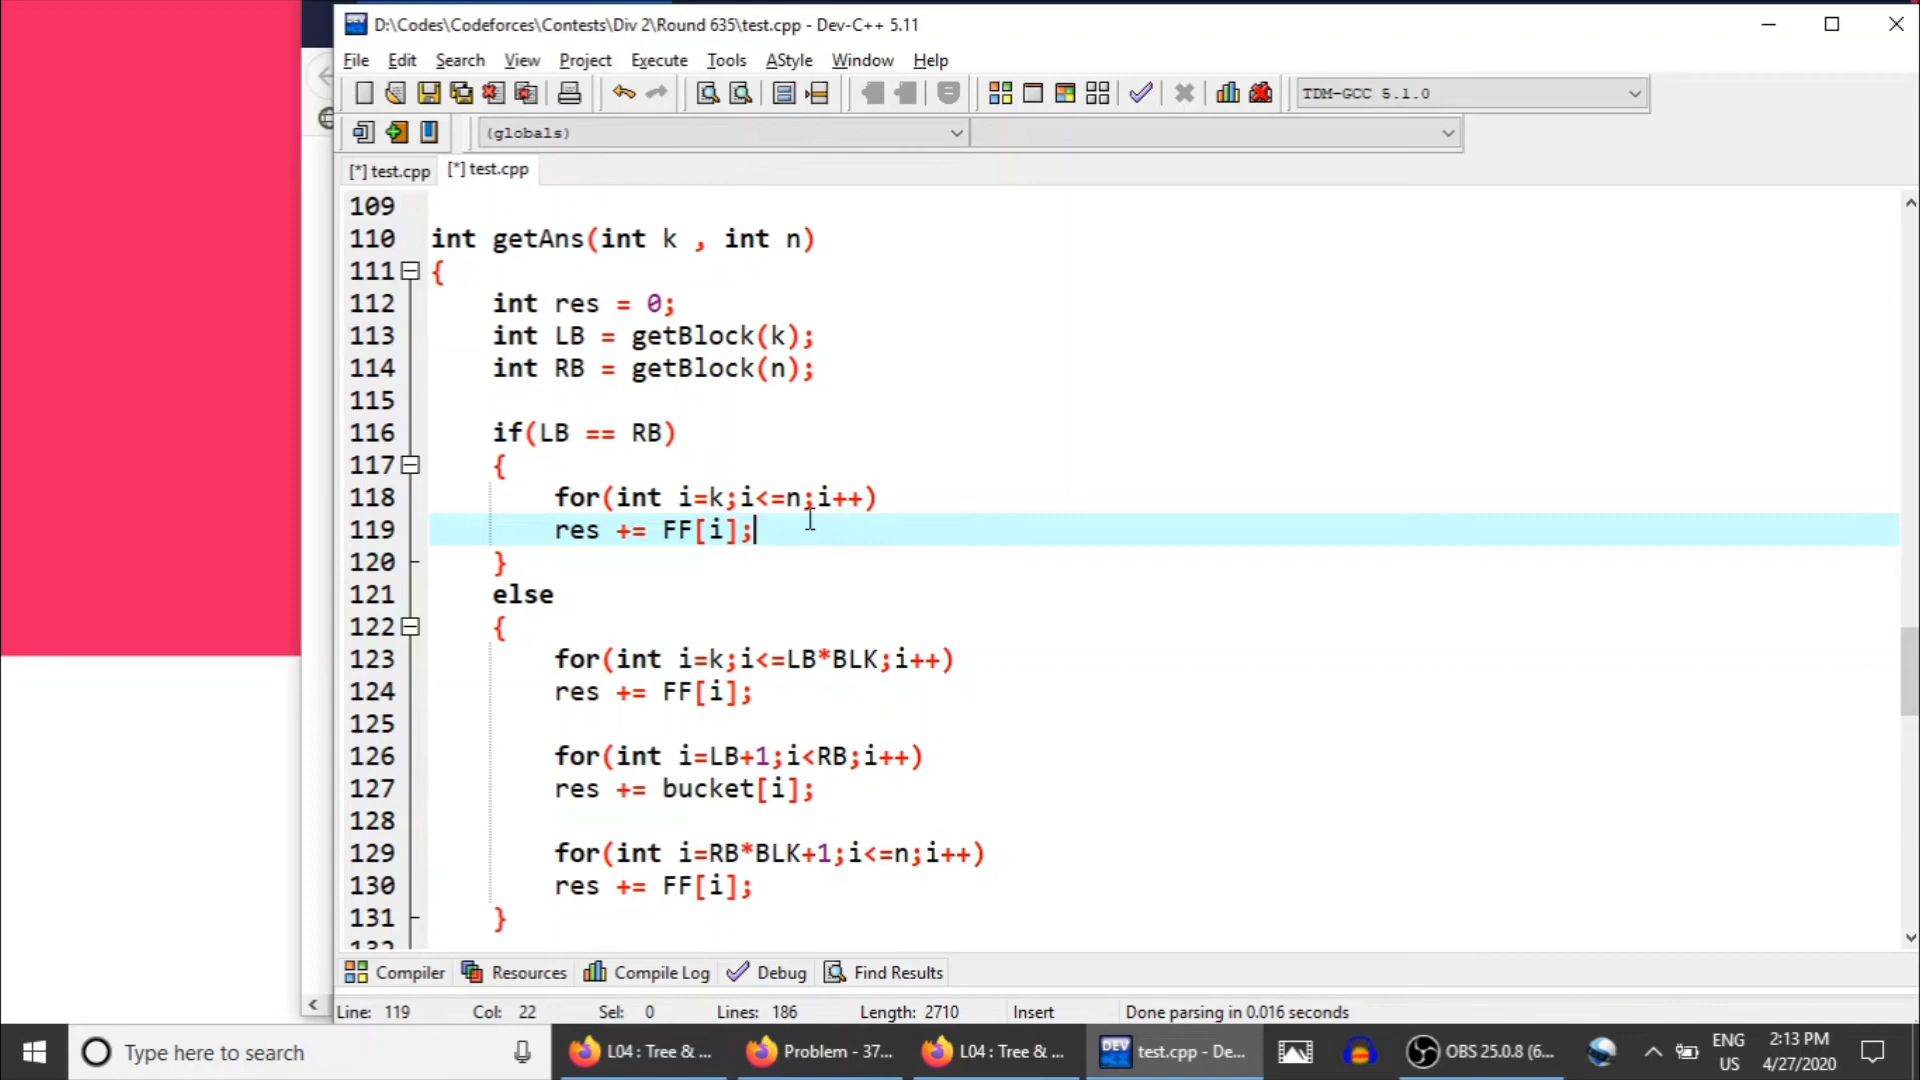 D:\Codes\Codeforces\Contests\Div 2\Round 635\test.cpp - Dev-C++ 5.11
File Edit Search View Project Execute Tools AStyle Window Help
TDM-GCC 5.1.0
(globals)
[*] test.cpp [*] test.cpp
109
110 int getAns(int k , int n)
111 {
112 int res = 0;
113 int LB = getBlock(k);
114 int RB = getBlock(n);
115
116 if(LB == RB)
117 {
118 for(int i=k;i<=n;i++)
119 res += FF[i];
120 }
121 else
122 {
123 for(int i=k;i<=LB*BLK;i++)
124 res += FF[i];
125
126 for(int i=LB+1;i<RB;i++)
127 res += bucket[i];
128
129 for(int i=RB*BLK+1;i<=n;i++)
130 res += FF[i];
131 }
Compiler Resources Compile Log Debug Find Results
Line: 119 Col: 22 Sel: 0 Lines: 186 Length: 2710 Insert Done parsing in 0.016 seconds
Type here to search L04 : Tree & ... Problem - 37... L04 : Tree & ... DEV test.cpp - De... OBS 25.0.8 (6... ENG 2:13 PM
US 4/27/2020